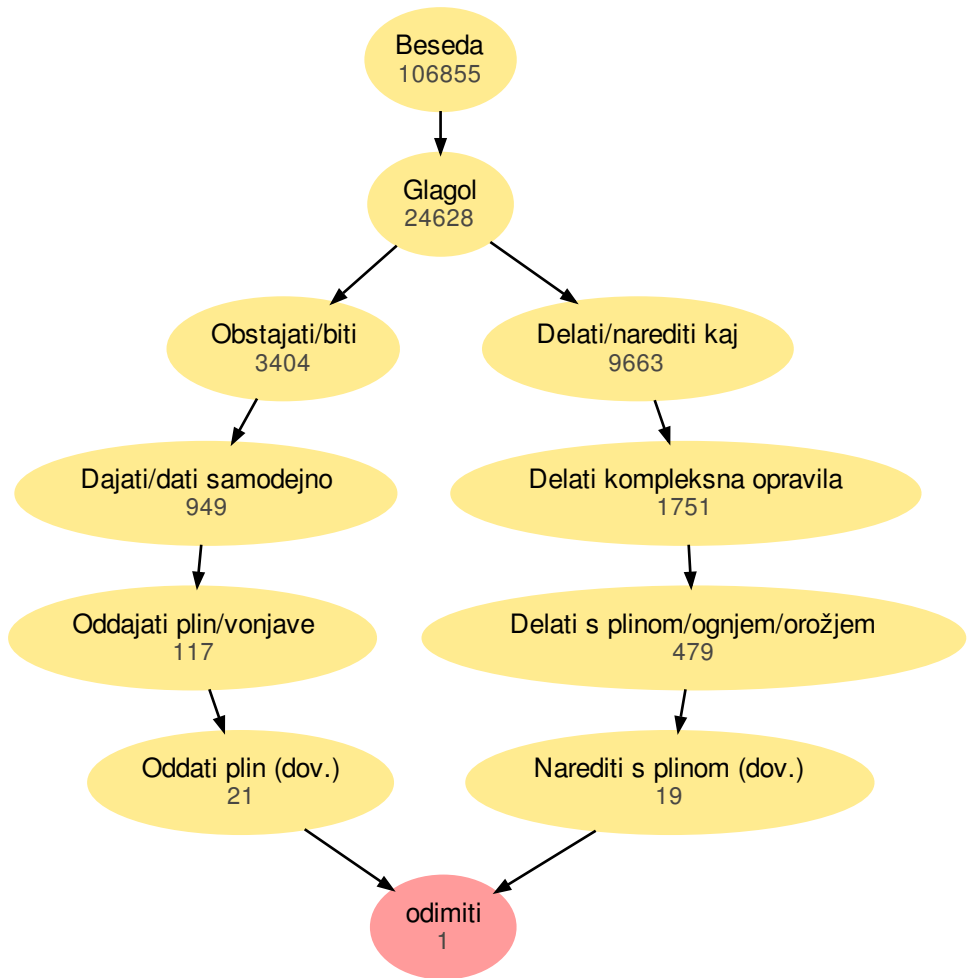 Beseda
106855
Glagol
24628
Obstajati/biti
3404
Delati/narediti kaj
9663
Dajati/dati samodejno
949
Delati kompleksna opravila
1751
Oddajati plin/vonjave
117
Delati s plinom/ognjem/orožjem
479
Oddati plin (dov.)
21
Narediti s plinom (dov.)
19
odimiti
1